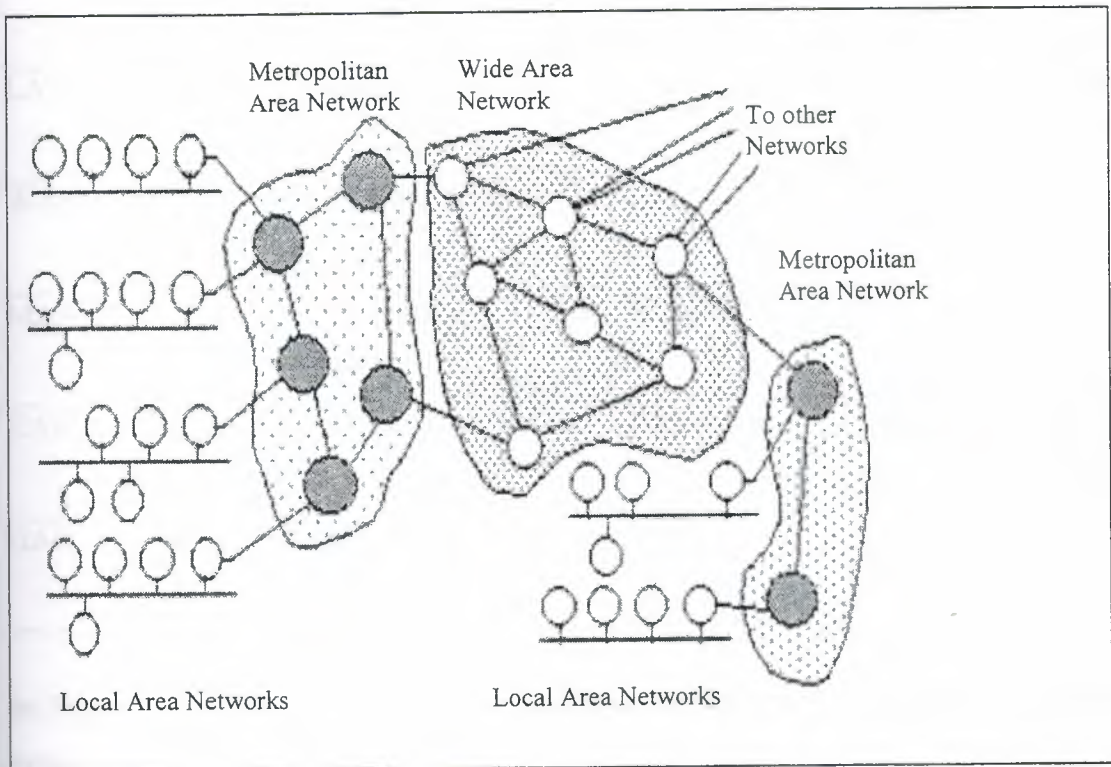 Metropolitan
Area Network
Wide Area
Network
To other
Networks
Metropolitan
Area Network
Local Area Networks
Local Area Networks